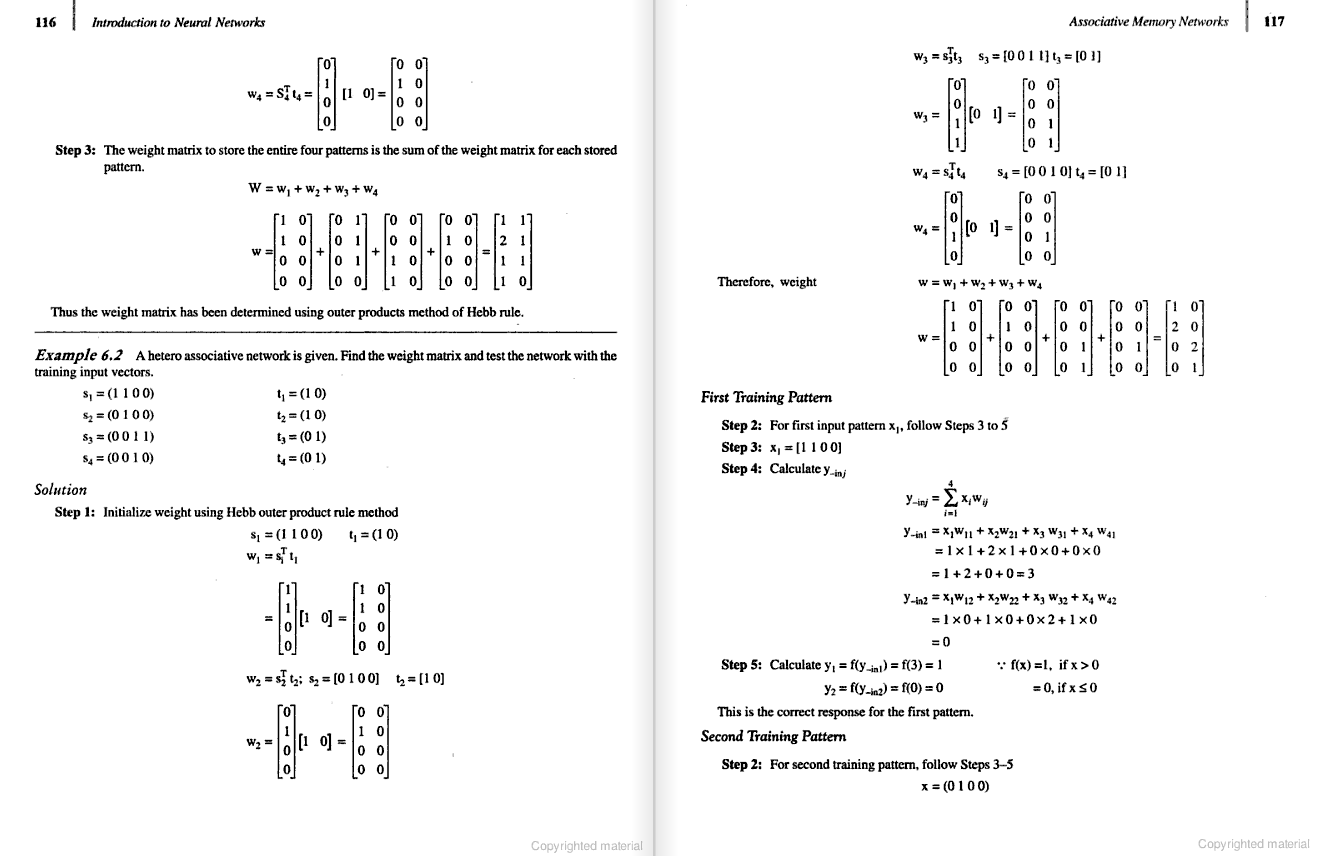 116 Introduction to Neural Networks
w4 = S4^T t4 = [0 1 0 0] [1 0] = [0 0; 1 0; 0 0; 0 0]
Step 3: The weight matrix to store the entire four patterns is the sum of the weight matrix for each stored
pattern.
W = w1 + w2 + w3 + w4
w = [1 0; 1 0; 0 0; 0 0] + [0 1; 0 1; 0 1; 0 0] + [0 0; 0 0; 1 0; 1 0] + [0 0; 1 0; 0 0; 0 0] = [1 1; 2 1; 1 1; 1 0]
Thus the weight matrix has been determined using outer products method of Hebb rule.
Example 6.2 A hetero associative network is given. Find the weight matrix and test the network with the
training input vectors.
s1 = (1 1 0 0) t1 = (1 0)
s2 = (0 1 0 0) t2 = (1 0)
s3 = (0 0 1 1) t3 = (0 1)
s4 = (0 0 1 0) t4 = (0 1)
Solution
Step 1: Initialize weight using Hebb outer product rule method
s1 = (1 1 0 0) t1 = (1 0)
w1 = s1^T t1
= [1 1 0 0] [1 0] = [1 0; 1 0; 0 0; 0 0]
w2 = s2^T t2; s2 = [0 1 0 0] t2 = [1 0]
w2 = [0 1 0 0] [1 0] = [0 0; 1 0; 0 0; 0 0]
Copyrighted material
Associative Memory Networks 117
w3 = s3^T t3 s3 = [0 0 1 1] t3 = [0 1]
w3 = [0 0 1 1] [0 1] = [0 0; 0 0; 0 1; 0 1]
w4 = s4^T t4 s4 = [0 0 1 0] t4 = [0 1]
w4 = [0 0 1 0] [0 1] = [0 0; 0 0; 0 1; 0 0]
Therefore, weight w = w1 + w2 + w3 + w4
w = [1 0; 1 0; 0 0; 0 0] + [0 0; 1 0; 0 0; 0 0] + [0 0; 0 0; 0 1; 0 1] + [0 0; 0 0; 0 1; 0 0] = [1 0; 2 0; 0 2; 0 1]
First Training Pattern
Step 2: For first input pattern x1, follow Steps 3 to 5
Step 3: x1 = [1 1 0 0]
Step 4: Calculate y-inj
y-inj = ∑(i=1 to 4) xi wij
y-in1 = x1w11 + x2w21 + x3 w31 + x4 w41
= 1 × 1 + 2 × 1 + 0 × 0 + 0 × 0
= 1 + 2 + 0 + 0 = 3
y-in2 = x1w12 + x2w22 + x3 w32 + x4 w42
= 1 × 0 + 1 × 0 + 0 × 2 + 1 × 0
= 0
Step 5: Calculate y1 = f(y-in1) = f(3) = 1 ∵ f(x) = 1, if x > 0
y2 = f(y-in2) = f(0) = 0 = 0, if x ≤ 0
This is the correct response for the first pattern.
Second Training Pattern
Step 2: For second training pattern, follow Steps 3–5
x = (0 1 0 0)
Copyrighted material